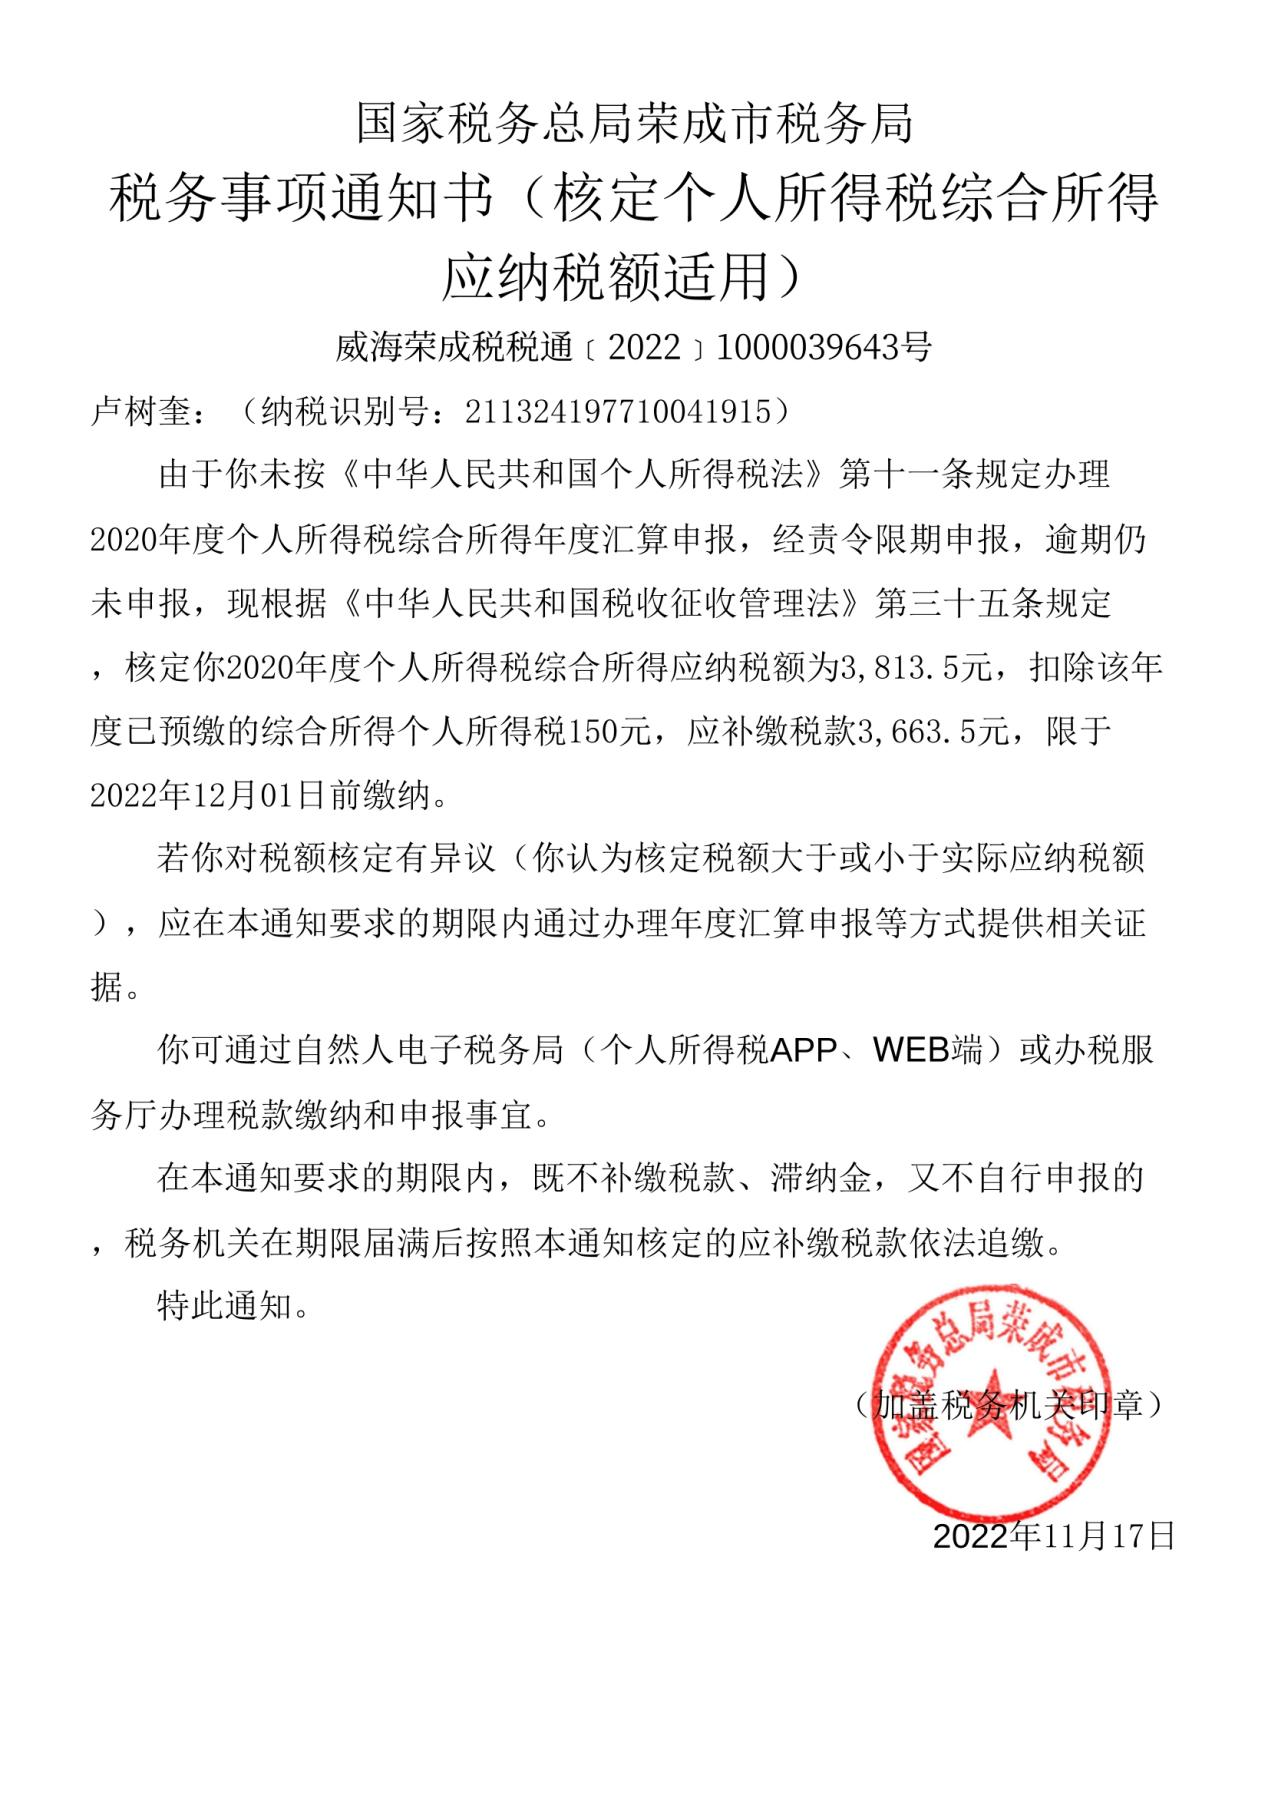 国家税务总局荣成市税务局
税务事项通知书（核定个人所得税综合所得
应纳税额适用）
威海荣成税税通﹝2022﹞1000039643号
卢树奎：（纳税识别号：211324197710041915）
由于你未按《中华人民共和国个人所得税法》第十一条规定办理
2020年度个人所得税综合所得年度汇算申报，经责令限期申报，逾期仍
未申报，现根据《中华人民共和国税收征收管理法》第三十五条规定
，核定你2020年度个人所得税综合所得应纳税额为3,813.5元，扣除该年
度已预缴的综合所得个人所得税150元，应补缴税款3,663.5元，限于
2022年12月01日前缴纳。
若你对税额核定有异议（你认为核定税额大于或小于实际应纳税额
），应在本通知要求的期限内通过办理年度汇算申报等方式提供相关证
据。
你可通过自然人电子税务局（个人所得税APP、WEB端）或办税服
务厅办理税款缴纳和申报事宜。
在本通知要求的期限内，既不补缴税款、滞纳金，又不自行申报的
，税务机关在期限届满后按照本通知核定的应补缴税款依法追缴。
特此通知。
国家税务总局荣成市税务局
（加盖税务机关印章）
2022年11月17日